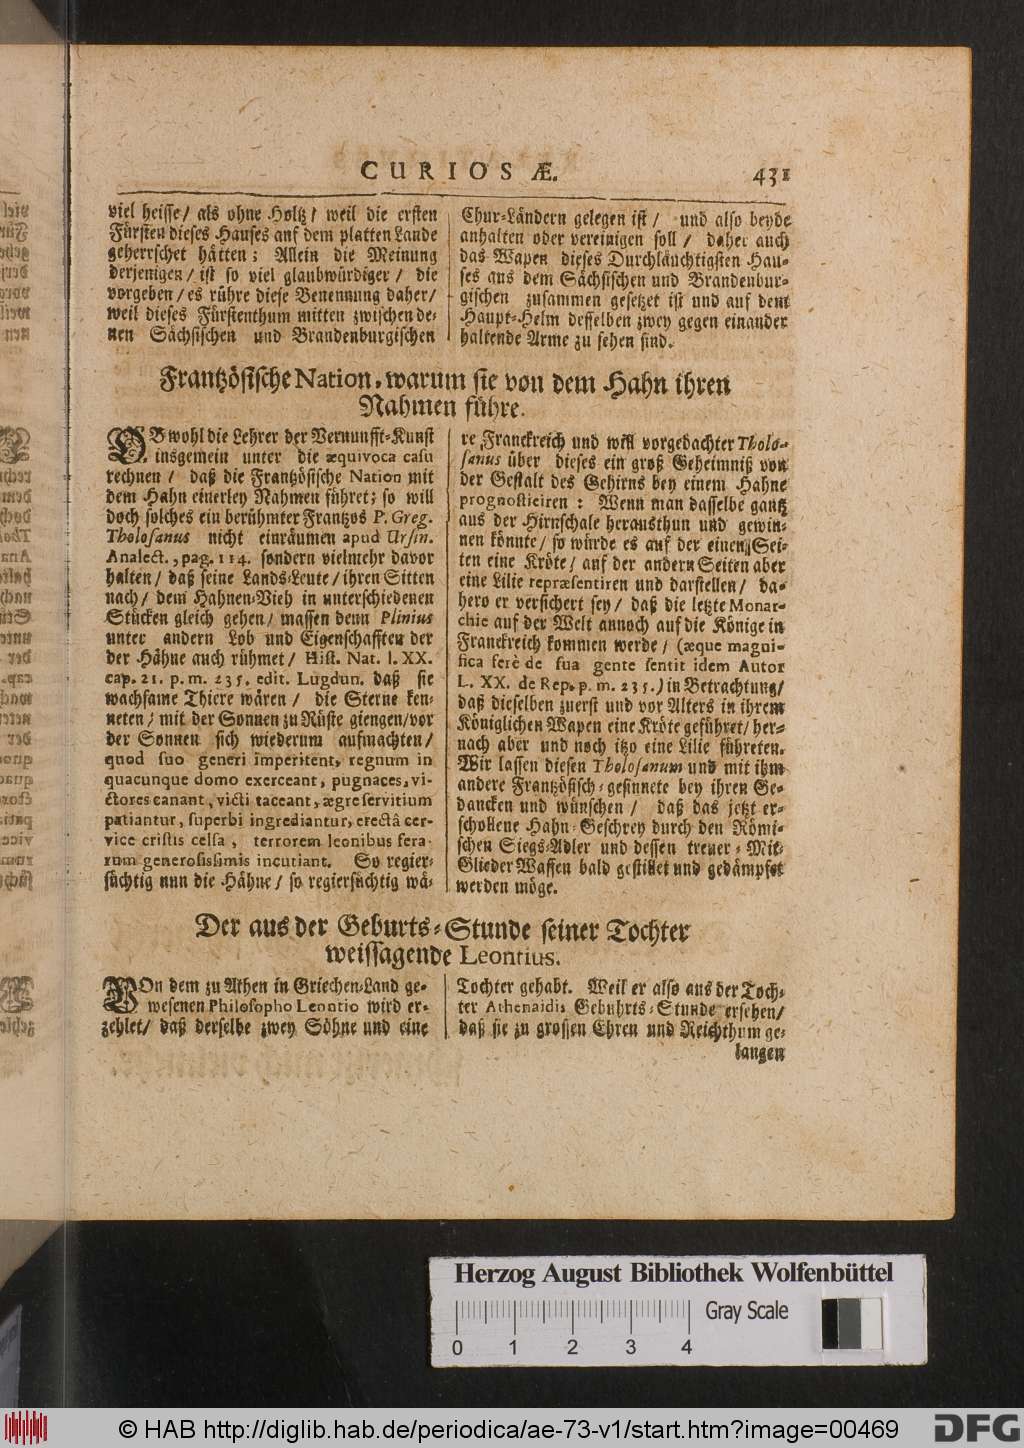 CURIOSÆ.
431
viel heisse/ als ohne Holtz/ weil die ersten
Fürsten dieses Hauses auf dem platten Lande
geherrschet hätten; Allein die Meinung
derjenigen/ ist so viel glaubwürdiger/ die
vorgeben/ es rühre diese Benennung daher/
weil dieses Fürstenthum mitten zwischen de-
nen Sächsischen und Brandenburgischen
Chur-Ländern gelegen ist/ und also beyde
anhalten oder vereinigen soll/ daher auch
das Wapen dieses Durchläuchtigsten Hau-
ses aus dem Sächsischen und Brandenbur-
gischen zusammen gesetzet ist und auf dem
Haupt-Helm desselben zwey gegen einander
haltende Arme zu sehen sind.
Frantzösische Nation, warum sie von dem Hahn ihren
Nahmen führe.
OBwohl die Lehrer der Vernunfft-Kunst
insgemein unter die æquivoca casu
rechnen/ daß die Frantzösische Nation mit
dem Hahn einerley Nahmen führet; so will
doch solches ein berühmter Frantzos P. Greg.
Tholosanus nicht einräumen apud Ursin.
Analect., pag. 114. sondern vielmehr davor
halten/ daß seine Lands-Leute/ ihren Sitten
nach/ dem Hahnen-Vieh in unterschiedenen
Stücken gleich gehen/ massen denn Plinius
unter andern Lob und Eigenschafften der
der Hähne auch rühmet/ Hist. Nat. l. XX.
cap. 21. p. m. 235. edit. Lugdun. daß sie
wachsame Thiere wären/ die Sterne ken-
neten/ mit der Sonnen zu Rüste giengen/ vor
der Sonnen sich wiederum aufmachten/
quod suo generi imperitent, regnum in
quacunque domo exerceant, pugnaces, vi-
ctores canant, victi taceant, ægre servitium
patiantur, superbi ingrediantur, erectâ cer-
vice cristis celsa, terrorem leonibus fera-
rum generosissimis incutiant. So regier-
süchtig nun die Hähne/ so regiersüchtig wä-
re Franckreich und will vorgedachter Tholo-
sanus über dieses ein groß Geheimniß von
der Gestalt des Gehirns bey einem Hahne
prognosticiren: Wenn man dasselbe gantz
aus der Hirnschale heraus thun und gewin-
nen könnte/ so würde es auf der einen Sei-
ten eine Kröte/ auf der andern Seiten aber
eine Lilie repræsentiren und darstellen/ da-
hero er versichert sey/ daß die letzte Monar-
chie auf der Welt annoch auf die Könige in
Franckreich kommen werde/ (æque magni-
fica ferè de sua gente sentit idem Autor
L. XX. de Rep. p. m. 235.) in Betrachtung/
daß dieselben zuerst und vor Alters in ihrem
Königlichen Wapen eine Kröte geführet/ her-
nach aber und noch itzo eine Lilie führeten.
Wir lassen diesen Tholosanum und mit ihm
andere Frantzösisch-gesinnete bey ihren Ge-
dancken und wünschen/ daß das jetzt er-
schollene Hahn-Geschrey durch den Römi-
schen Siegs-Adler und dessen treuer-Mit-
Glieder Waffen bald gestillet und gedämpfet
werden möge.
Der aus der Geburts-Stunde seiner Tochter
weissagende Leontius.
VOn dem zu Athen in Griechen-Land ge-
wesenen Philosopho Leontio wird er-
zehlet/ daß derselbe zwey Söhne und eine
Tochter gehabt. Weil er also aus der Toch-
ter Athenaidis Gebuhrts-Stunde ersehen/
daß sie zu grossen Ehren und Reichthum ge-
langen
Herzog August Bibliothek Wolfenbüttel
Gray Scale
0 1 2 3 4
© HAB http://diglib.hab.de/periodica/ae-73-v1/start.htm?image=00469
DFG